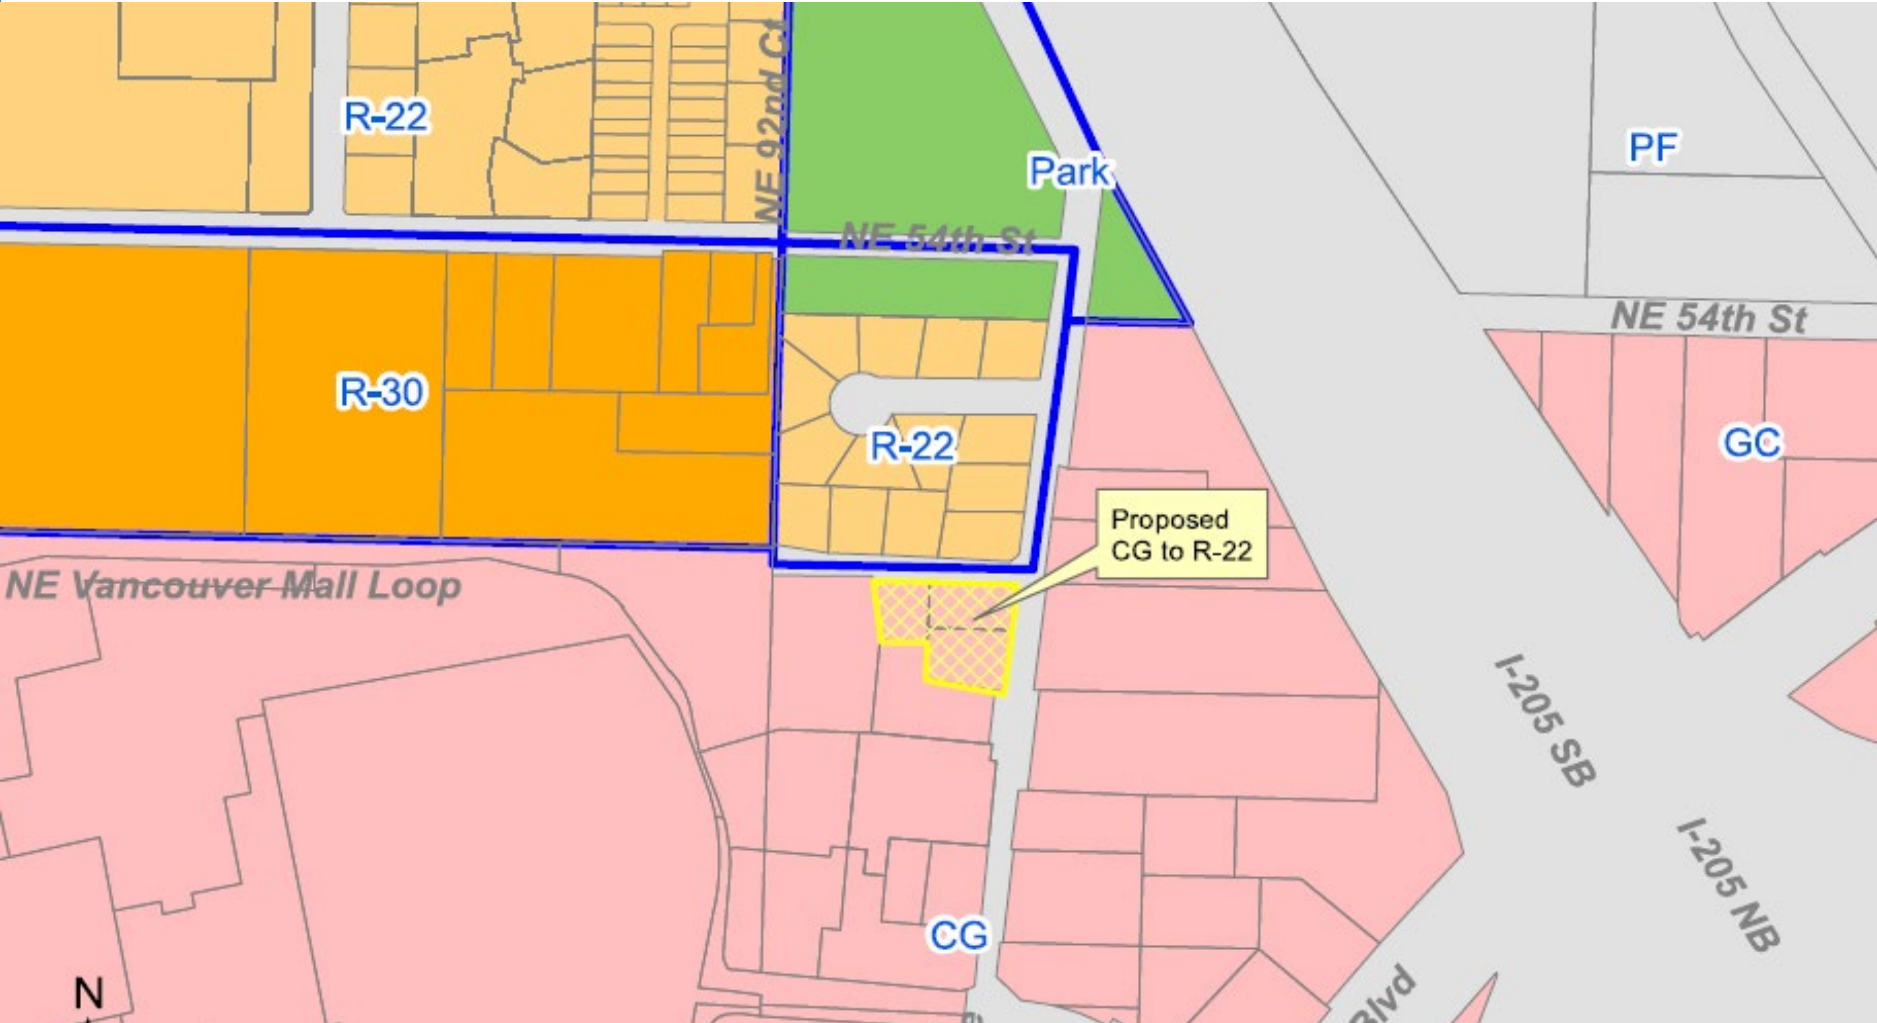 R-22
NE 92nd Ct
Park
PF
NE 54th St
NE 54th St
R-30
R-22
GC
Proposed
CG to R-22
NE Vancouver Mall Loop
I-205 SB
I-205 NB
CG
N
Blvd